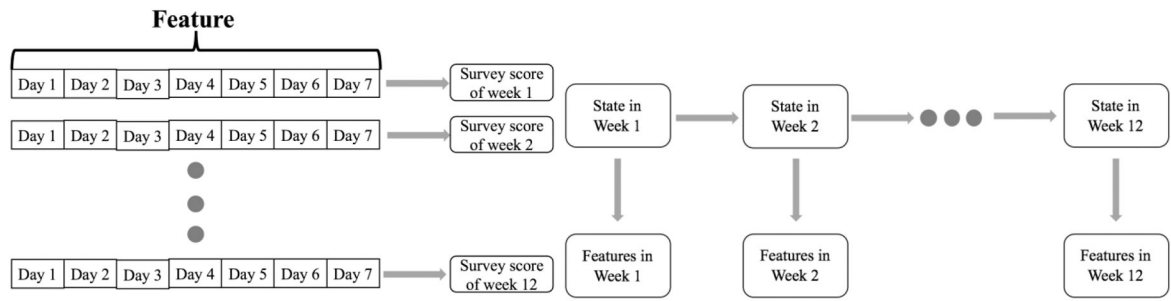 Feature
Day 1 Day 2 Day 3 Day 4 Day 5 Day 6 Day 7
Survey score
of week 1
Day 1 Day 2 Day 3 Day 4 Day 5 Day 6 Day 7
Survey score
of week 2
Day 1 Day 2 Day 3 Day 4 Day 5 Day 6 Day 7
Survey score
of week 12
State in
Week 1
State in
Week 2
State in
Week 12
Features in
Week 1
Features in
Week 2
Features in
Week 12